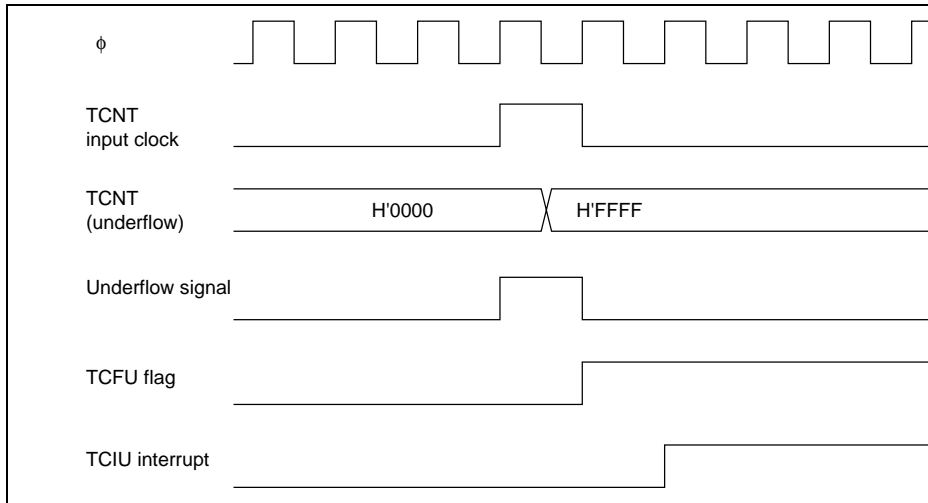 ϕ
TCNT
input clock
TCNT
(underflow)
H'0000
H'FFFF
Underflow signal
TCFU flag
TCIU interrupt